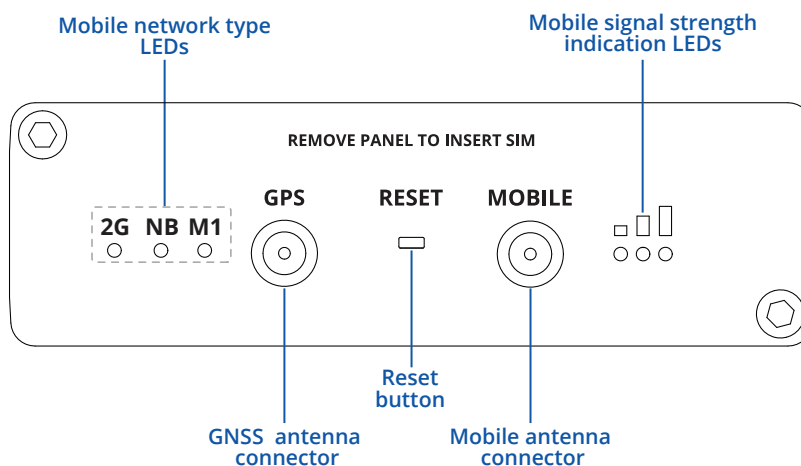 Mobile network type
LEDs
Mobile signal strength
indication LEDs
REMOVE PANEL TO INSERT SIM
GPS
RESET
MOBILE
2G NB M1
Reset
button
GNSS antenna
connector
Mobile antenna
connector